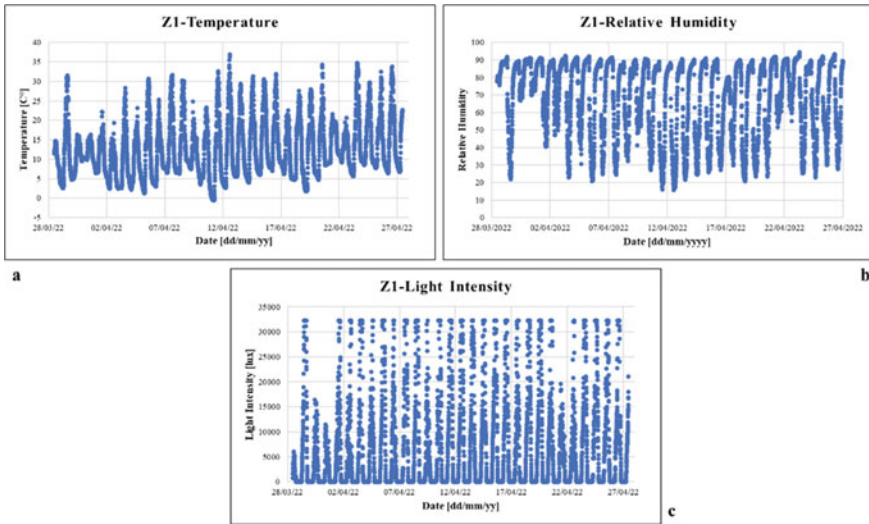 Z1-Temperature
40
35
30
25
20
15
10
5
0
-5
Temperature [C°]
28/03/22 02/04/22 07/04/22 12/04/22 17/04/22 22/04/22 27/04/22
Date [dd/mm/yy]
a
Z1-Relative Humidity
100
90
80
70
60
50
40
30
20
10
0
Relative Humidity
28/03/2022 02/04/2022 07/04/2022 12/04/2022 17/04/2022 22/04/2022 27/04/2022
Date [dd/mm/yyyy]
b
Z1-Light Intensity
35000
30000
25000
20000
15000
10000
5000
0
Light Intensity [lux]
28/03/22 02/04/22 07/04/22 12/04/22 17/04/22 22/04/22 27/04/22
Date [dd/mm/yy]
c